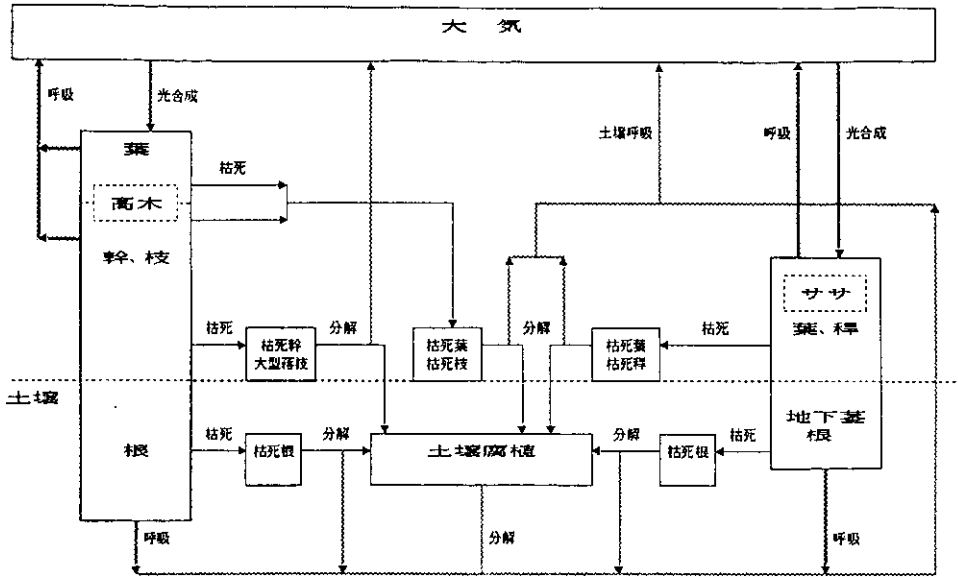 大気
呼吸
光合成
土壌呼吸
呼吸
光合成
葉
枯死
高木
幹、枝
ササ
葉、稈
枯死
分解
分解
枯死
枯死幹
大型落枝
枯死葉
枯死枝
枯死葉
枯死稈
土壌
地下茎
根
根
枯死
分解
分解
枯死
枯死根
土壌腐植
枯死根
呼吸
分解
呼吸